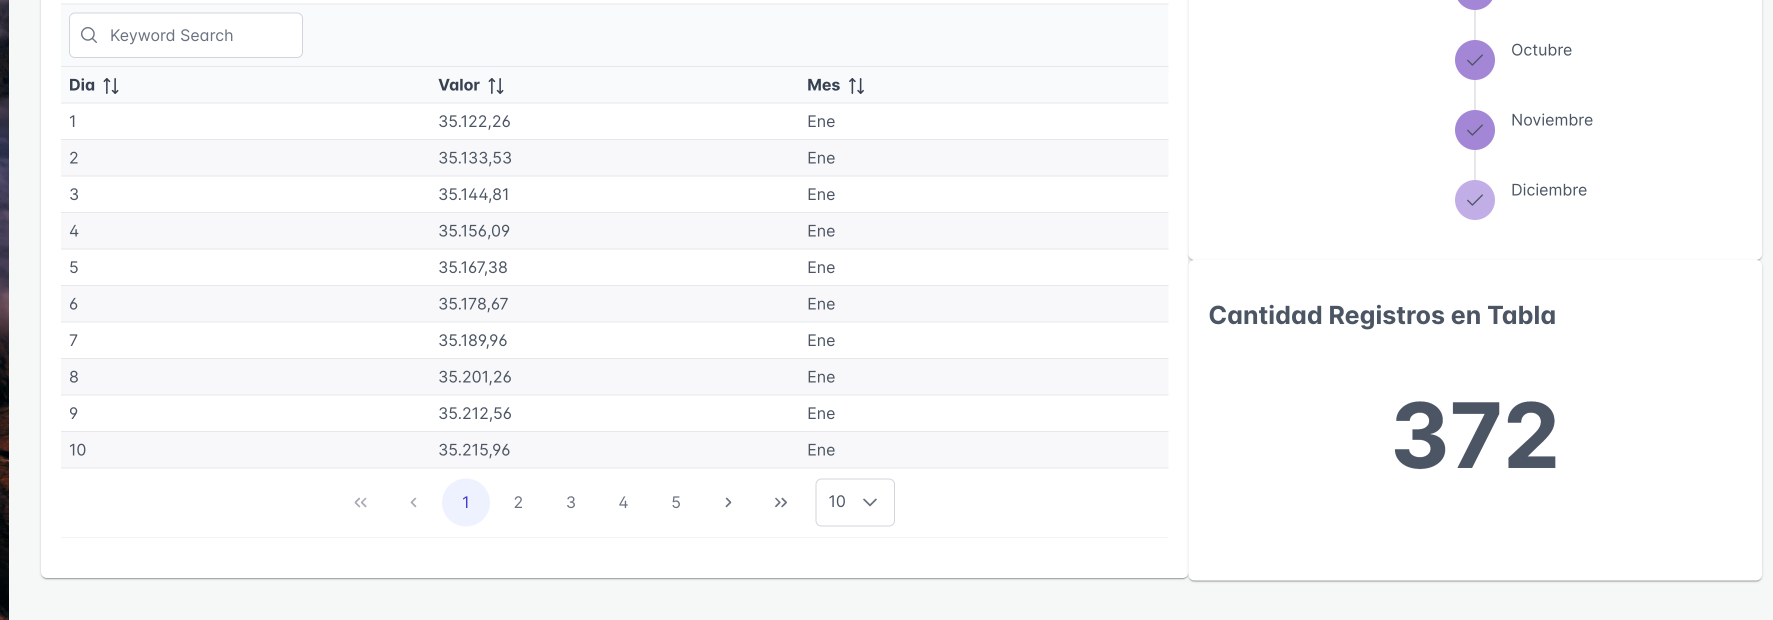 Keyword Search
Dia Valor Mes
1 35.122,26 Ene
2 35.133,53 Ene
3 35.144,81 Ene
4 35.156,09 Ene
5 35.167,38 Ene
6 35.178,67 Ene
7 35.189,96 Ene
8 35.201,26 Ene
9 35.212,56 Ene
10 35.215,96 Ene
« ‹ 1 2 3 4 5 › » 10
Octubre
Noviembre
Diciembre
Cantidad Registros en Tabla
372